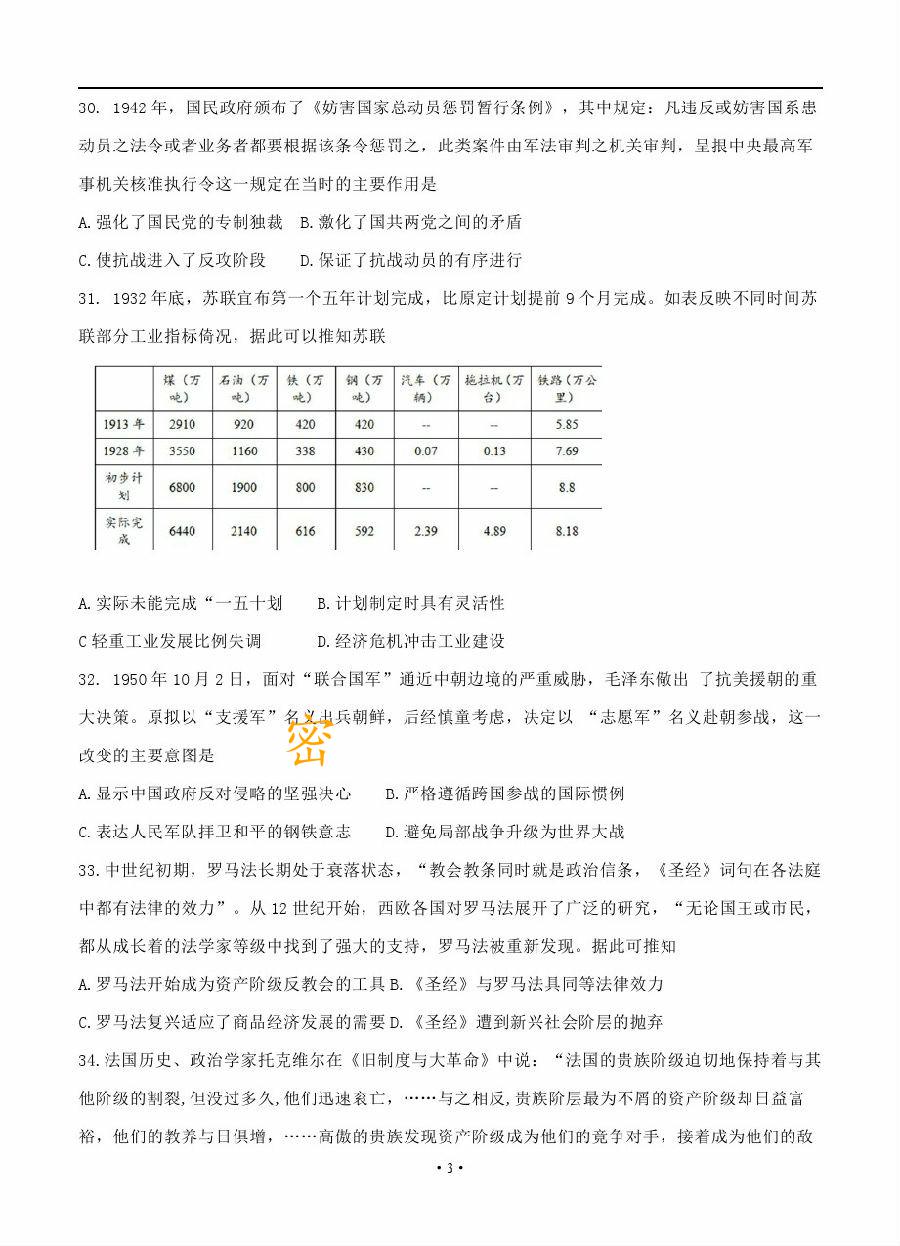 30. 1942年，国民政府颁布了《妨害国家总动员惩罚暂行条例》，其中规定：凡违反或妨害国系患
动员之法令或老业务者都要根据该条令惩罚之，此类案件由军法审判之机关审判，呈报中央最高军
事机关核准执行令这一规定在当时的主要作用是
A.强化了国民党的专制独裁 B.激化了国共两党之间的矛盾
C.使抗战进入了反攻阶段 D.保证了抗战动员的有序进行
31. 1932年底，苏联宣布第一个五年计划完成，比原定计划提前9个月完成。如表反映不同时间苏
联部分工业指标倚况，据此可以推知苏联
煤（万吨） 石油（万吨） 铁（万吨） 钢（万吨） 汽车（万辆） 拖拉机（万台） 铁路（万公里）
1913年 2910 920 420 420 -- -- 5.85
1928年 3550 1160 338 430 0.07 0.13 7.69
初步计划 6800 1900 800 830 -- -- 8.8
实际完成 6440 2140 616 592 2.39 4.89 8.18
A.实际未能完成“一五十划 B.计划制定时具有灵活性
C轻重工业发展比例失调 D.经济危机冲击工业建设
32. 1950年10月2日，面对“联合国军”通近中朝边境的严重威胁，毛泽东做出 了抗美援朝的重
大决策。原拟以“支援军”名义出兵朝鲜，后经慎童考虑，决定以 “志愿军”名义赴朝参战，这一
改变的主要意图是
密
A.显示中国政府反对侵略的坚强决心 B.严格遵循跨国参战的国际惯例
C.表达人民军队拝卫和平的钢铁意志 D.避免局部战争升级为世界大战
33.中世纪初期，罗马法长期处于衰落状态，“教会教条同时就是政治信条，《圣经》词句在各法庭
中都有法律的效力”。从12世纪开始，西欧各国对罗马法展开了广泛的研究，“无论国王或市民，
都从成长着的法学家等级中找到了强大的支持，罗马法被重新发现。据此可推知
A.罗马法开始成为资产阶级反教会的工具 B.《圣经》与罗马法具同等法律效力
C.罗马法复兴适应了商品经济发展的需要 D.《圣经》遭到新兴社会阶层的抛弃
34.法国历史、政治学家托克维尔在《旧制度与大革命》中说：“法国的贵族阶级迫切地保持着与其
他阶级的割裂,但没过多久,他们迅速衰亡，……与之相反,贵族阶层最为不屑的资产阶级却日益富
裕，他们的教养与日俱增，……高傲的贵族发现资产阶级成为他们的竟争对手，接着成为他们的敌
·3·